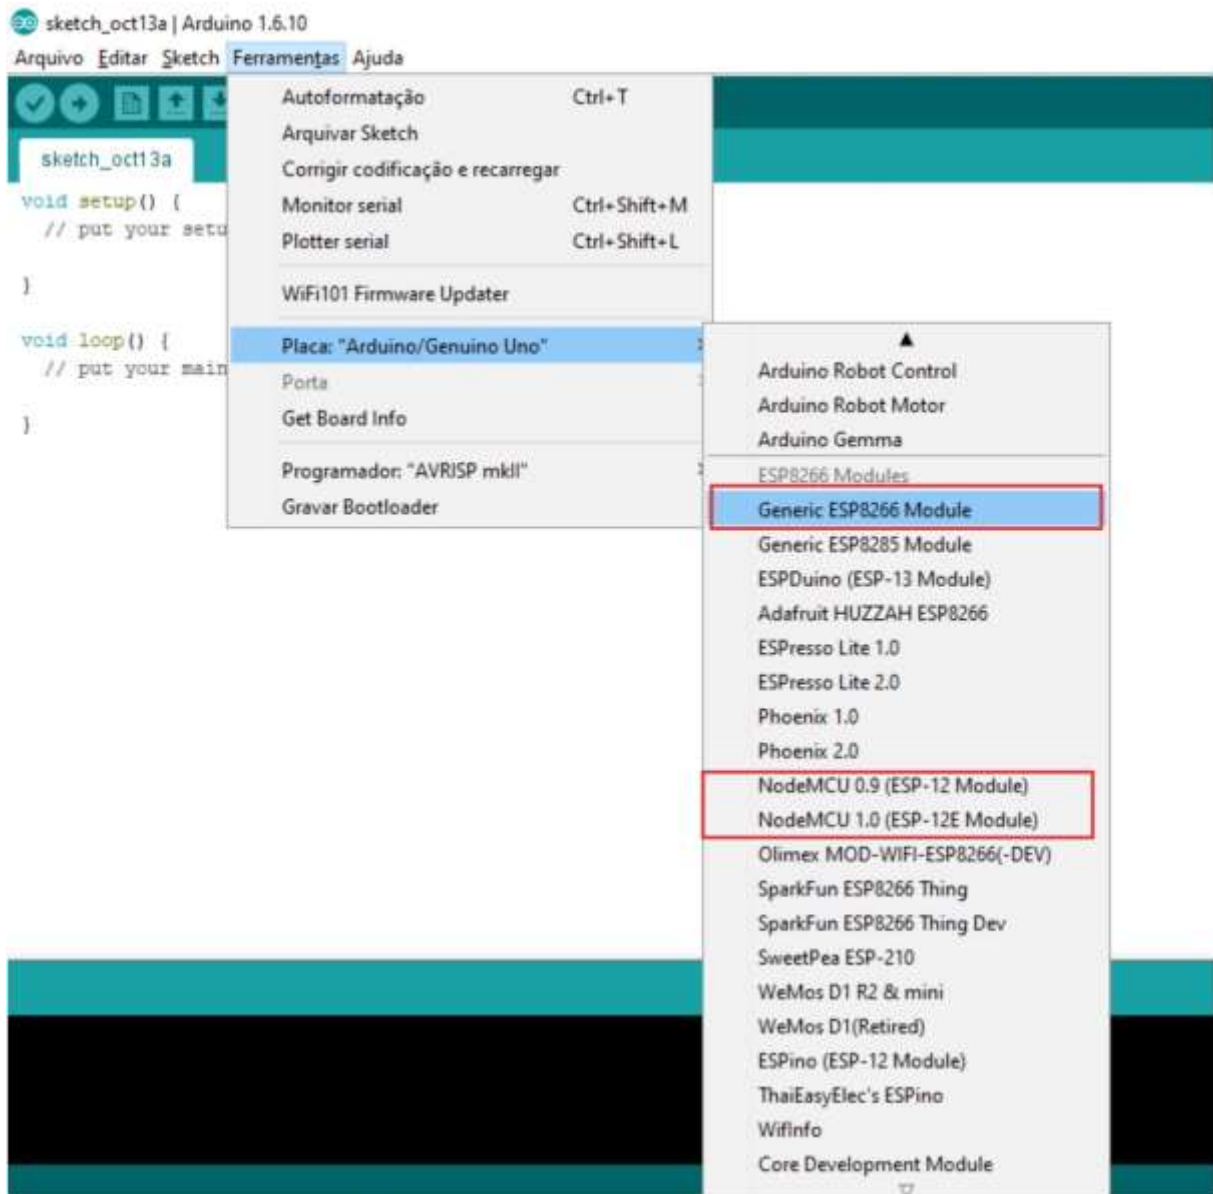 sketch_oct13a | Arduino 1.6.10
Arquivo Editar Sketch Ferramentas Ajuda
sketch_oct13a
void setup() {
// put your setu
}
void loop() {
// put your main
}
Autoformatação Ctrl+T
Arquivar Sketch
Corrigir codificação e recarregar
Monitor serial Ctrl+Shift+M
Plotter serial Ctrl+Shift+L
WiFi101 Firmware Updater
Placa: "Arduino/Genuino Uno"
Porta
Get Board Info
Programador: "AVRISP mkII"
Gravar Bootloader
Arduino Robot Control
Arduino Robot Motor
Arduino Gemma
ESP8266 Modules
Generic ESP8266 Module
Generic ESP8285 Module
ESPDuino (ESP-13 Module)
Adafruit HUZZAH ESP8266
ESPresso Lite 1.0
ESPresso Lite 2.0
Phoenix 1.0
Phoenix 2.0
NodeMCU 0.9 (ESP-12 Module)
NodeMCU 1.0 (ESP-12E Module)
Olimex MOD-WIFI-ESP8266(-DEV)
SparkFun ESP8266 Thing
SparkFun ESP8266 Thing Dev
SweetPea ESP-210
WeMos D1 R2 & mini
WeMos D1(Retired)
ESPino (ESP-12 Module)
ThaiEasyElec's ESPino
WifInfo
Core Development Module